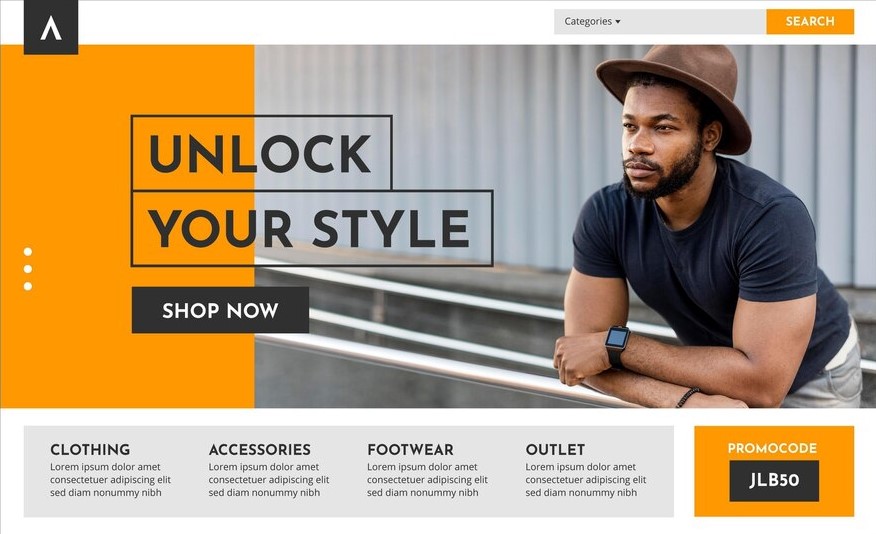 Categories
SEARCH
UNLOCK
YOUR STYLE
SHOP NOW
CLOTHING
Lorem ipsum dolor amet
consectetuer adipiscing elit
sed diam nonummy nibh
ACCESSORIES
Lorem ipsum dolor amet
consectetuer adipiscing elit
sed diam nonummy nibh
FOOTWEAR
Lorem ipsum dolor amet
consectetuer adipiscing elit
sed diam nonummy nibh
OUTLET
Lorem ipsum dolor amet
consectetuer adipiscing elit
sed diam nonummy nibh
PROMOCODE
JLB50